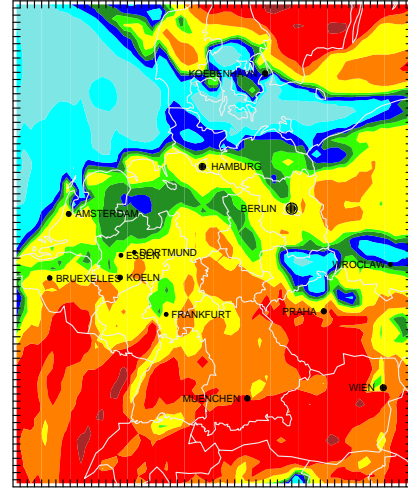 KOEBENHAVN
HAMBURG
BERLIN
AMSTERDAM
DORTMUND
ESSEN
WROCLAW
BRUEXELLES
KOELN
PRAHA
FRANKFURT
WIEN
MUENCHEN